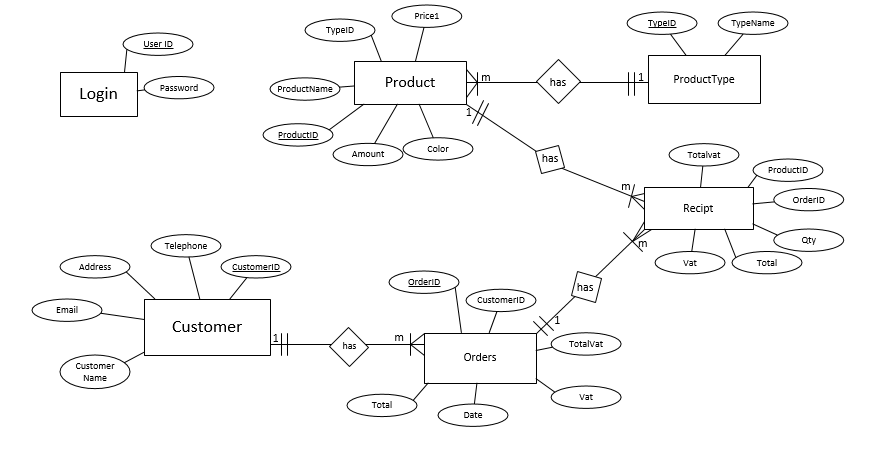 Price1
TypeID
TypeID
TypeName
User ID
Login
Password
Product
m
has
1
ProductType
ProductName
ProductID
Amount
Color
1
has
Totalvat
ProductID
m
Recipt
OrderID
m
Qty
Vat
Total
Telephone
Address
CustomerID
Email
Customer
1
has
m
Customer
Name
OrderID
CustomerID
has
1
Orders
TotalVat
Total
Date
Vat